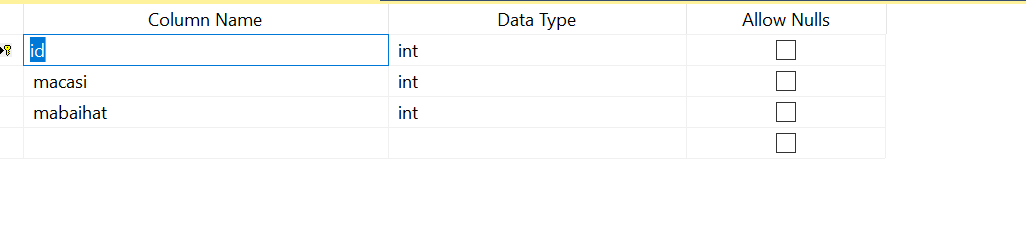 Column Name Data Type Allow Nulls
id int
macasi int
mabaihat int